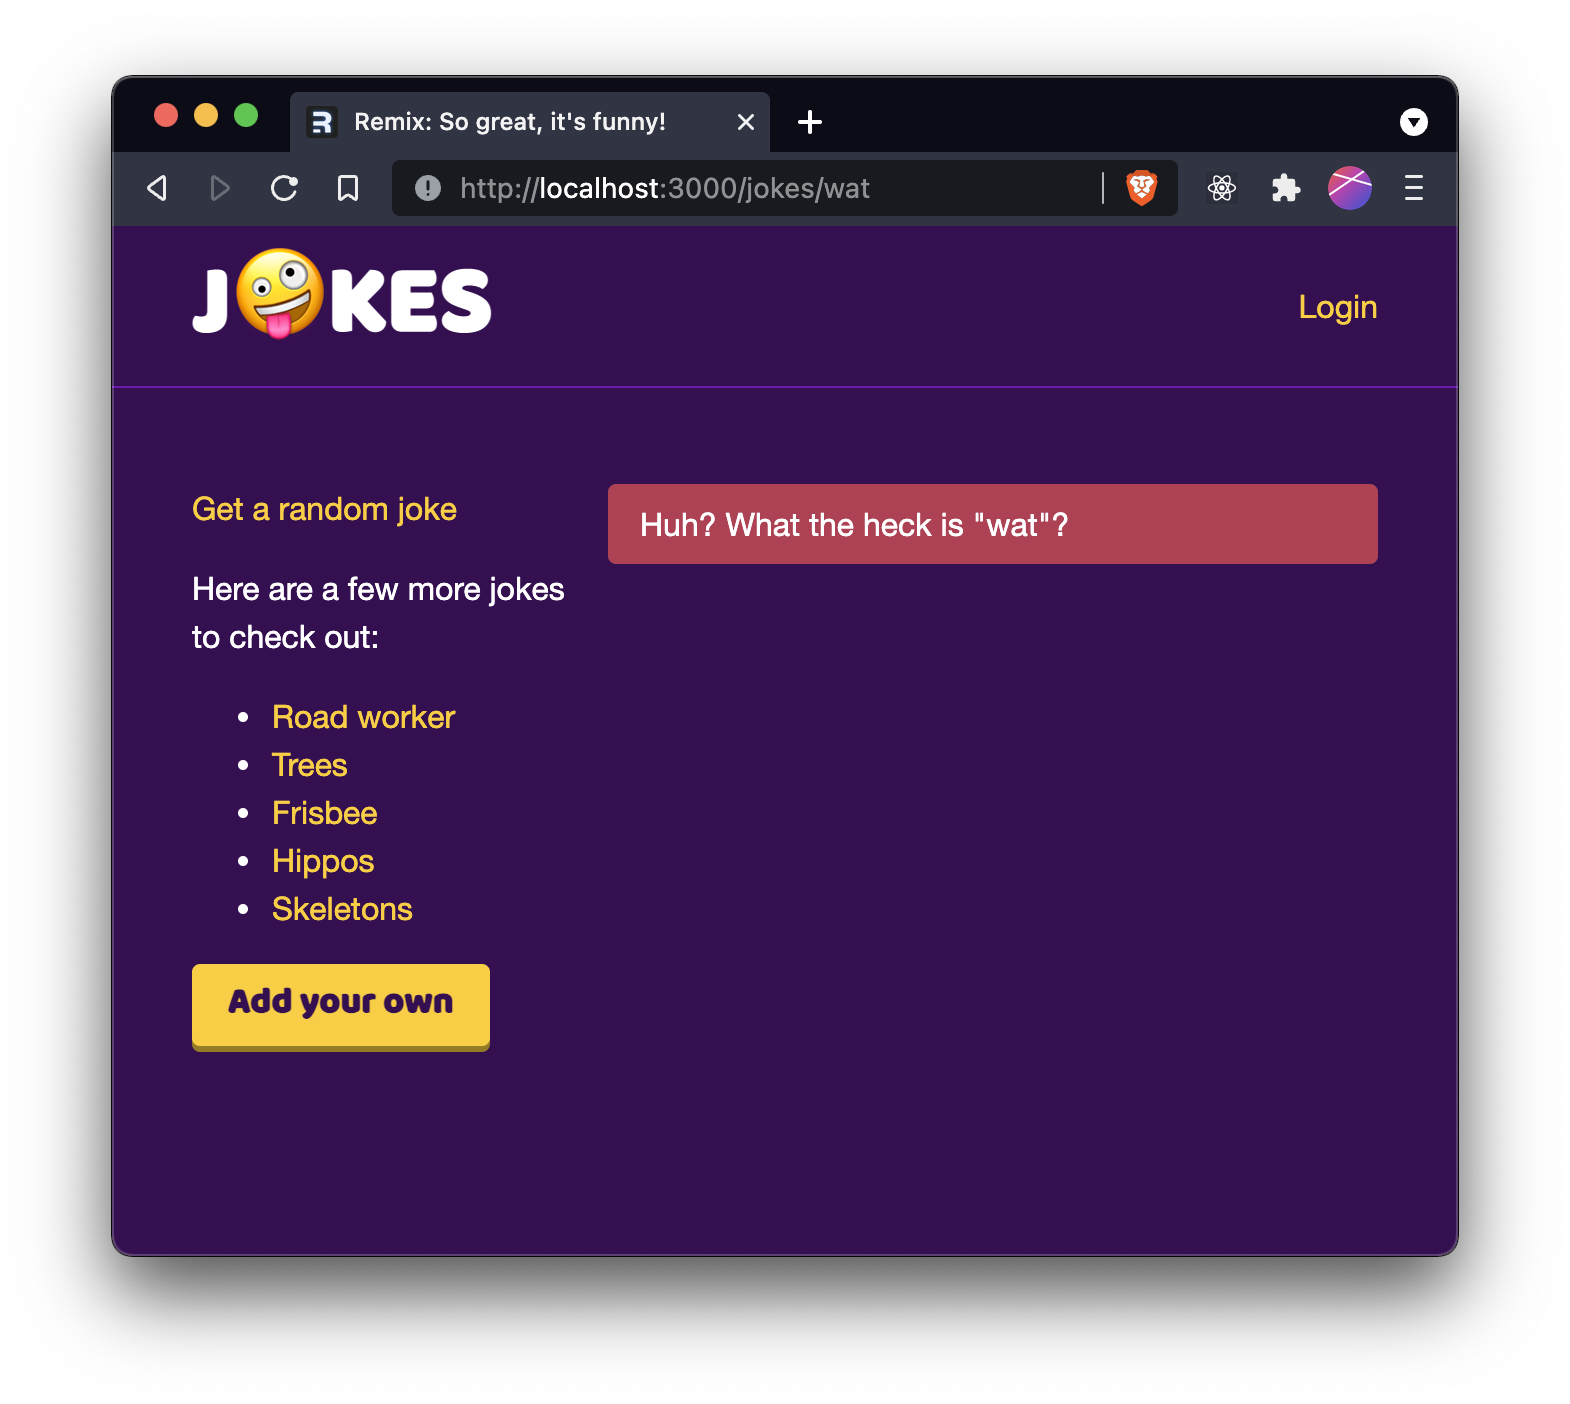 Remix: So great, it's funny!
http://localhost:3000/jokes/wat
J🤪KES
Login
Get a random joke
Huh? What the heck is "wat"?
Here are a few more jokes
to check out:
Road worker
Trees
Frisbee
Hippos
Skeletons
Add your own